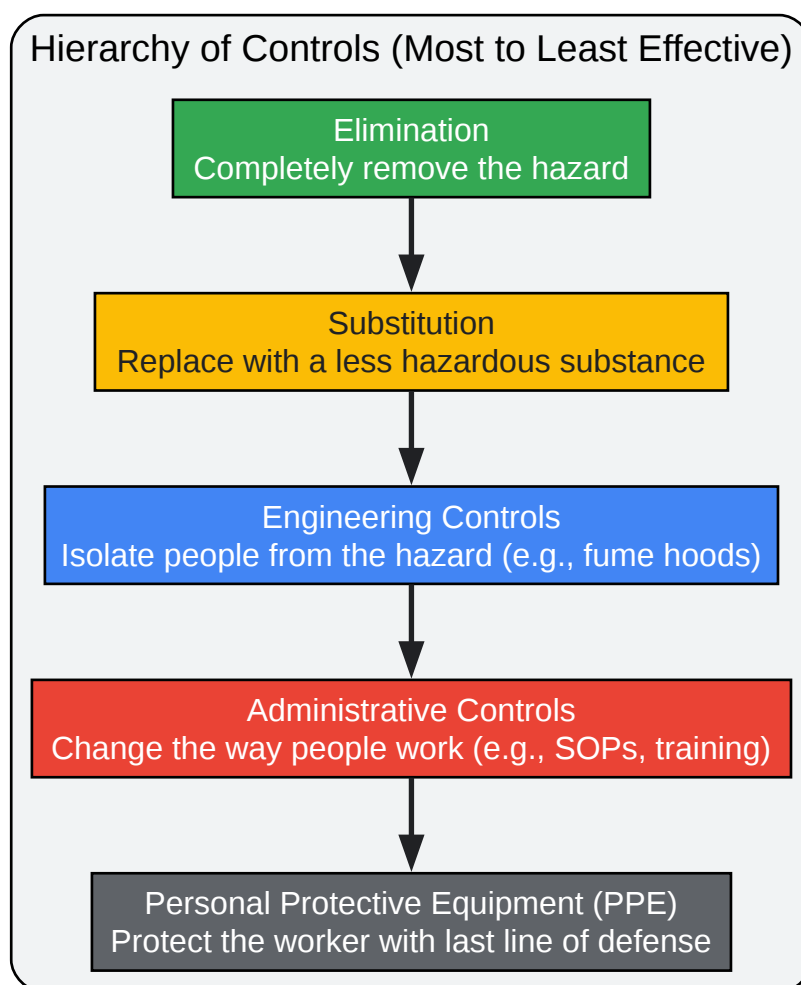 Hierarchy of Controls (Most to Least Effective)
Elimination
Completely remove the hazard
Substitution
Replace with a less hazardous substance
Engineering Controls
Isolate people from the hazard (e.g., fume hoods)
Administrative Controls
Change the way people work (e.g., SOPs, training)
Personal Protective Equipment (PPE)
Protect the worker with last line of defense